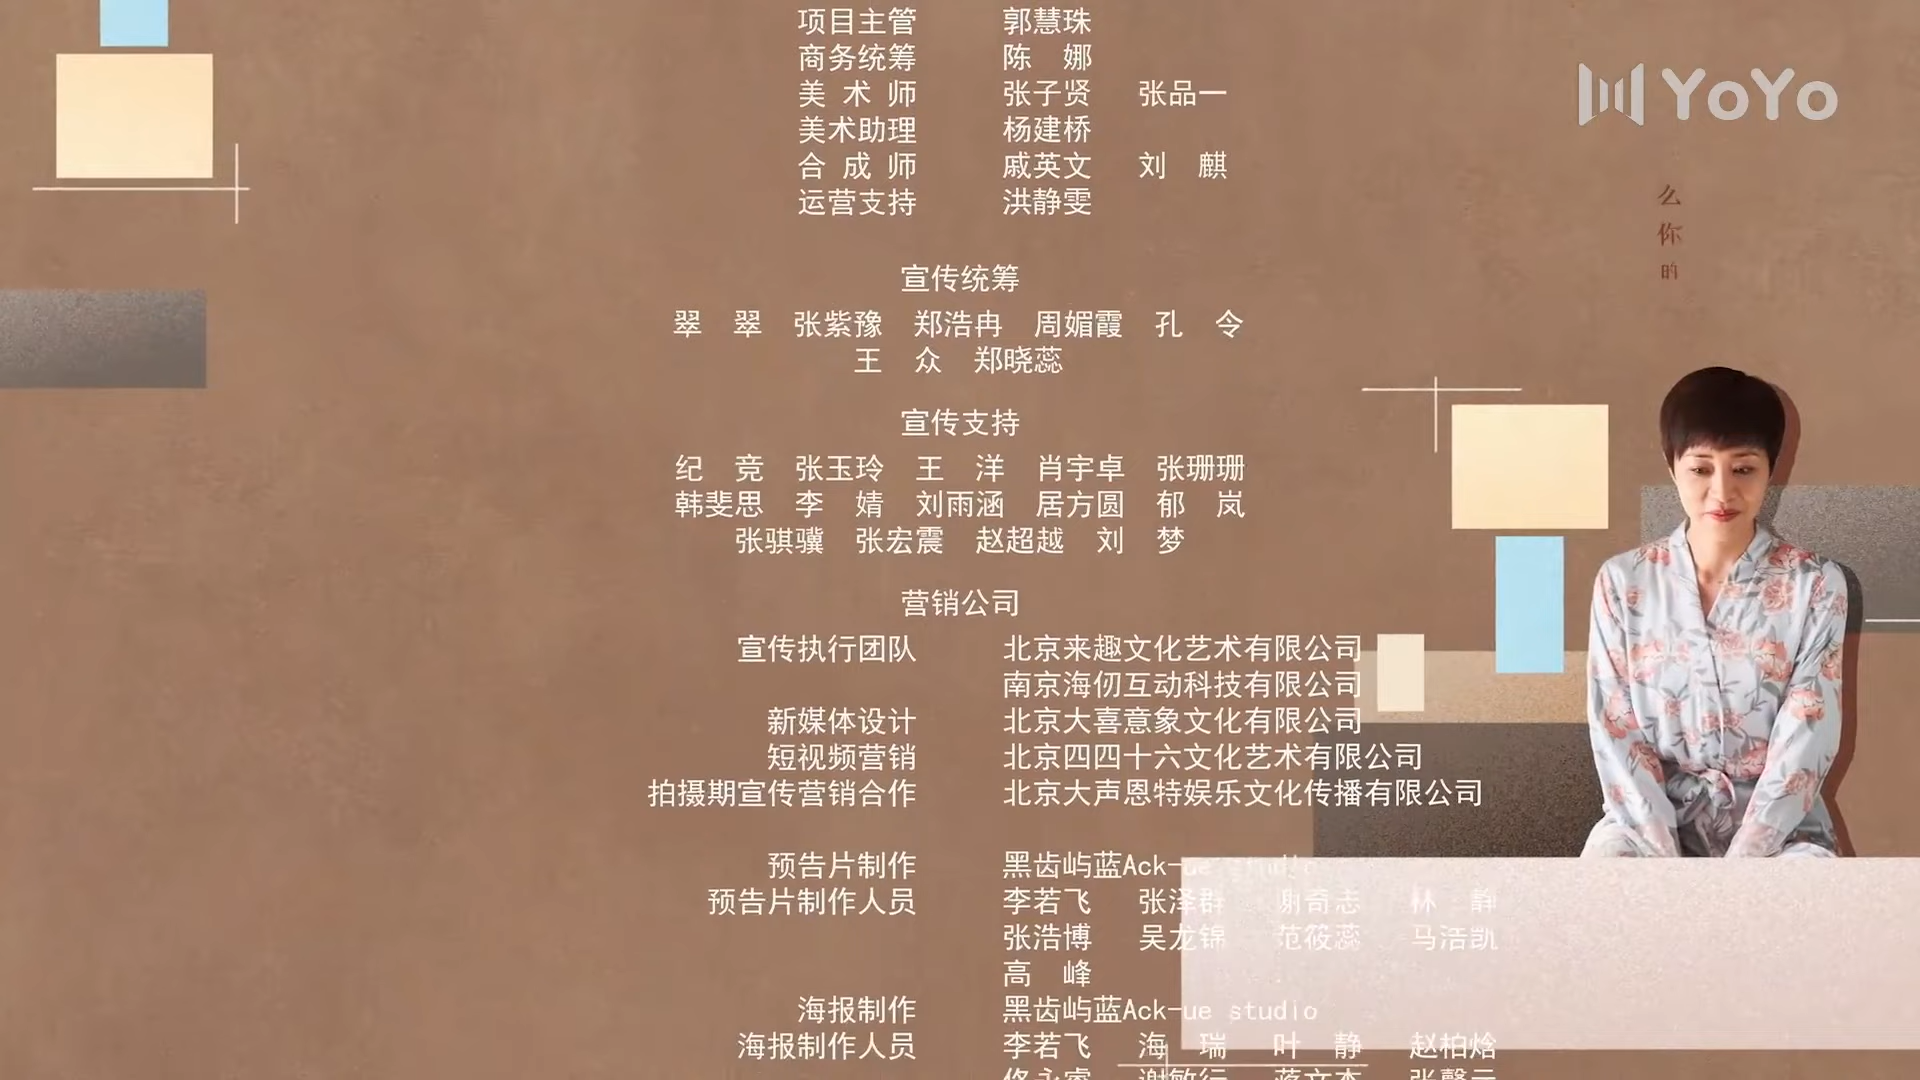 项目主管 郭慧珠
商务统筹 陈 娜
美术师 张子贤 张品一
美术助理 杨建桥
合成师 戚英文 刘 麒
运营支持 洪静雯
YoYo
么你的
宣传统筹
翠 翠 张紫豫 郑浩冉 周媚霞 孔 令
王 众 郑晓蕊
宣传支持
纪 竞 张玉玲 王 洋 肖宇卓 张珊珊
韩斐思 李 婧 刘雨涵 居方圆 郁 岚
张骐骥 张宏震 赵超越 刘 梦
营销公司
宣传执行团队 北京来趣文化艺术有限公司
南京海仞互动科技有限公司
新媒体设计 北京大喜意象文化有限公司
短视频营销 北京四四十六文化艺术有限公司
拍摄期宣传营销合作 北京大声恩特娱乐文化传播有限公司
预告片制作 黑齿屿蓝Ack-ue studio
预告片制作人员 李若飞 张泽群 谢奇志 林 静
张浩博 吴龙锦 范筱蕊 马浩凯
高 峰
海报制作 黑齿屿蓝Ack-ue studio
海报制作人员 李若飞 海 瑞 叶 静 赵柏焓